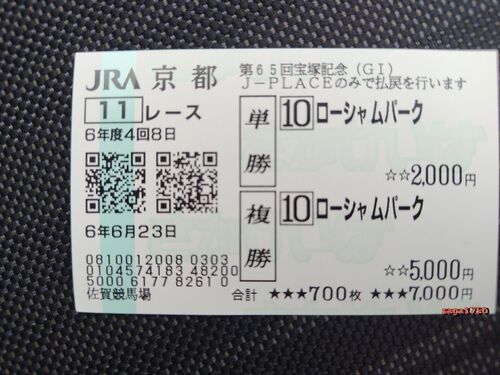 JRA 京都
第65回宝塚記念(GI)
J-PLACEのみで払戻を行います
11 レース
6年度4回8日
6年6月23日
0810012008 0303
0104574183 48200
5000 6177 8261 0
佐賀競馬場
単勝
10 ローシャムパーク
☆☆2,000円
複勝
10 ローシャムパーク
☆☆5,000円
合計 ★★★700枚 ★★★7,000円